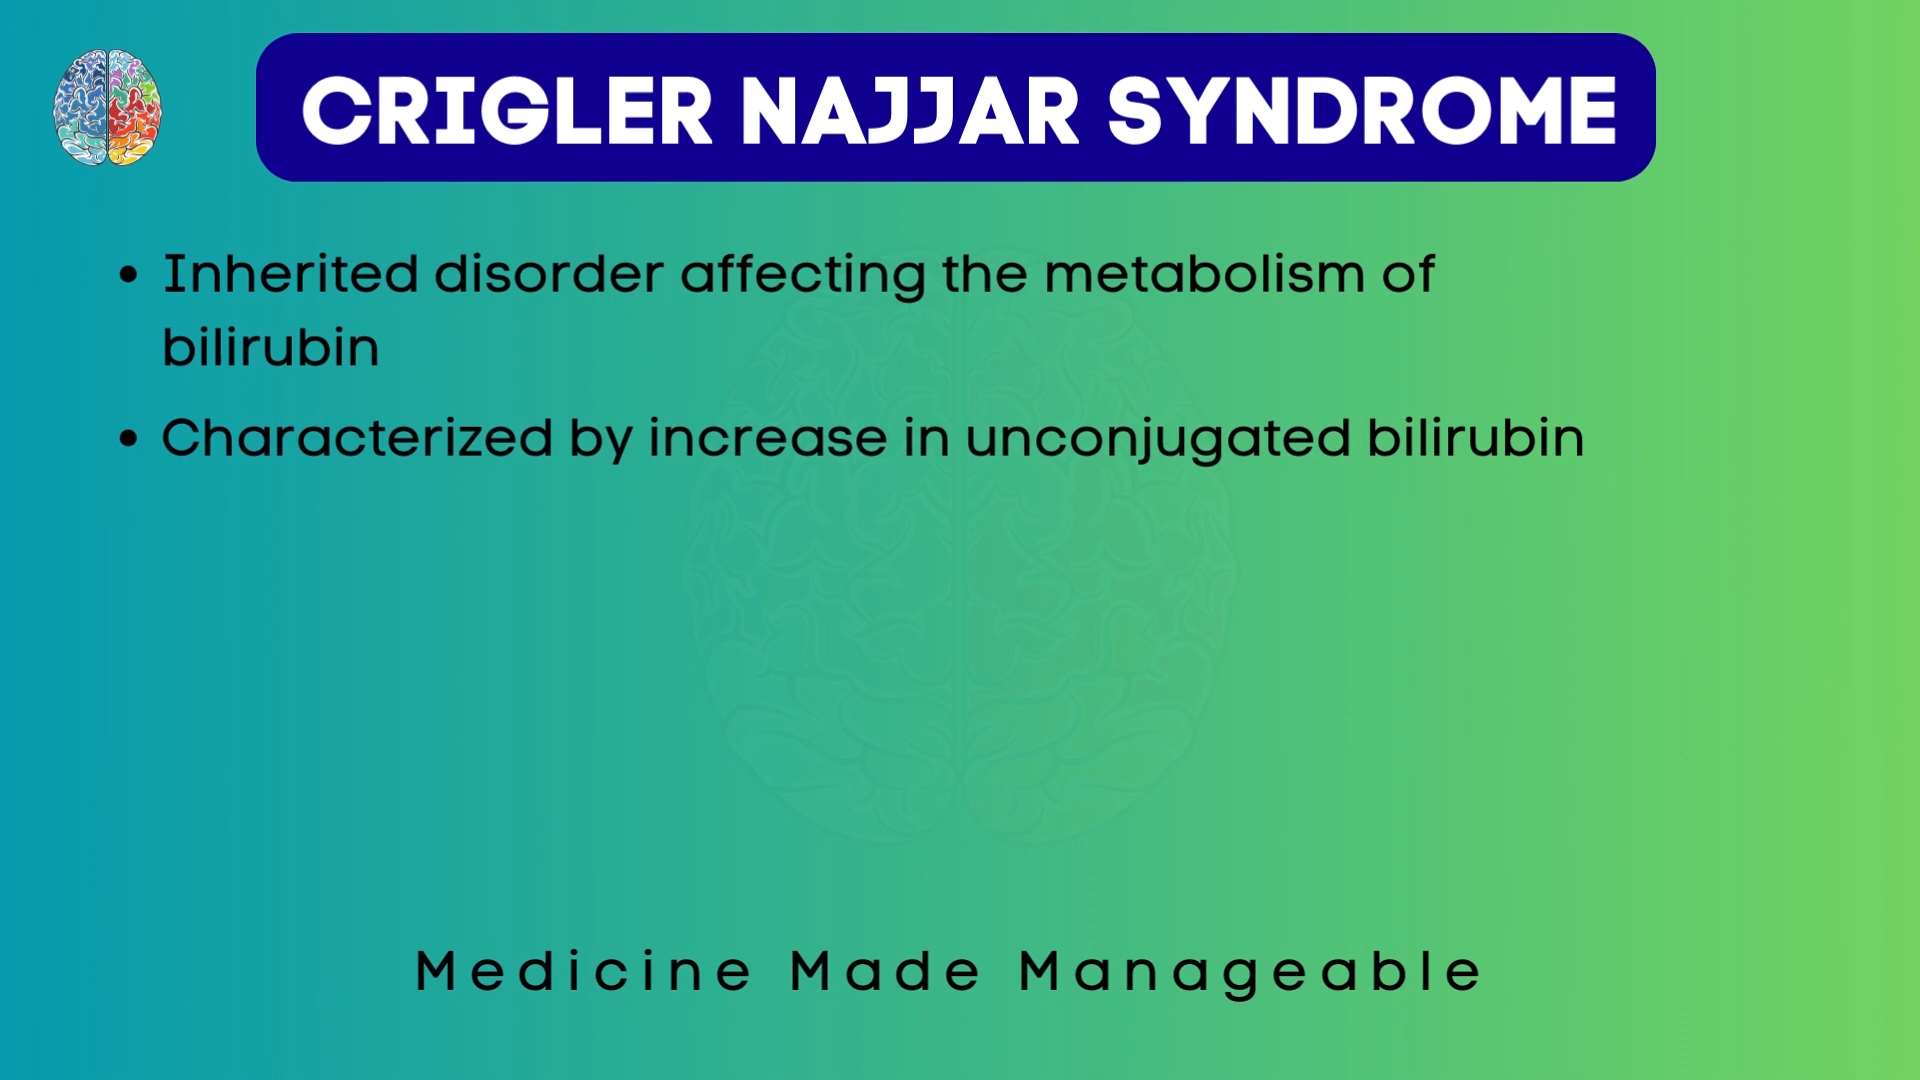 CRIGLER NAJJAR SYNDROME
• Inherited disorder affecting the metabolism of
bilirubin
• Characterized by increase in unconjugated bilirubin
Medicine Made Manageable